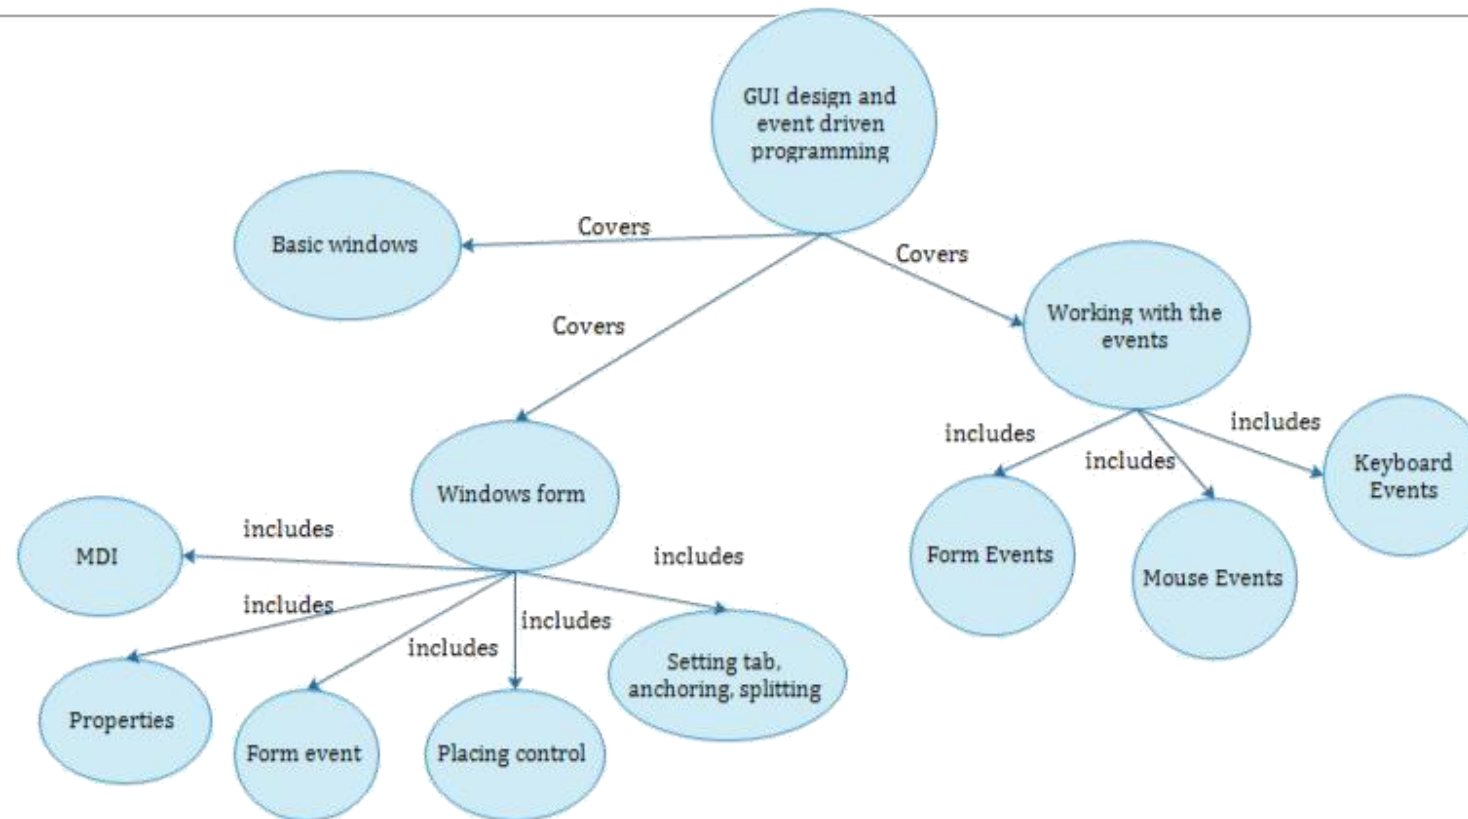 GUI design and
event driven
programming
Covers
Basic windows
Covers
Covers
Working with the
events
includes
includes
includes
Keyboard
Events
Form Events
Mouse Events
Windows form
includes
MDI
includes
includes
includes
includes
Setting tab,
anchoring, splitting
Properties
Form event
Placing control